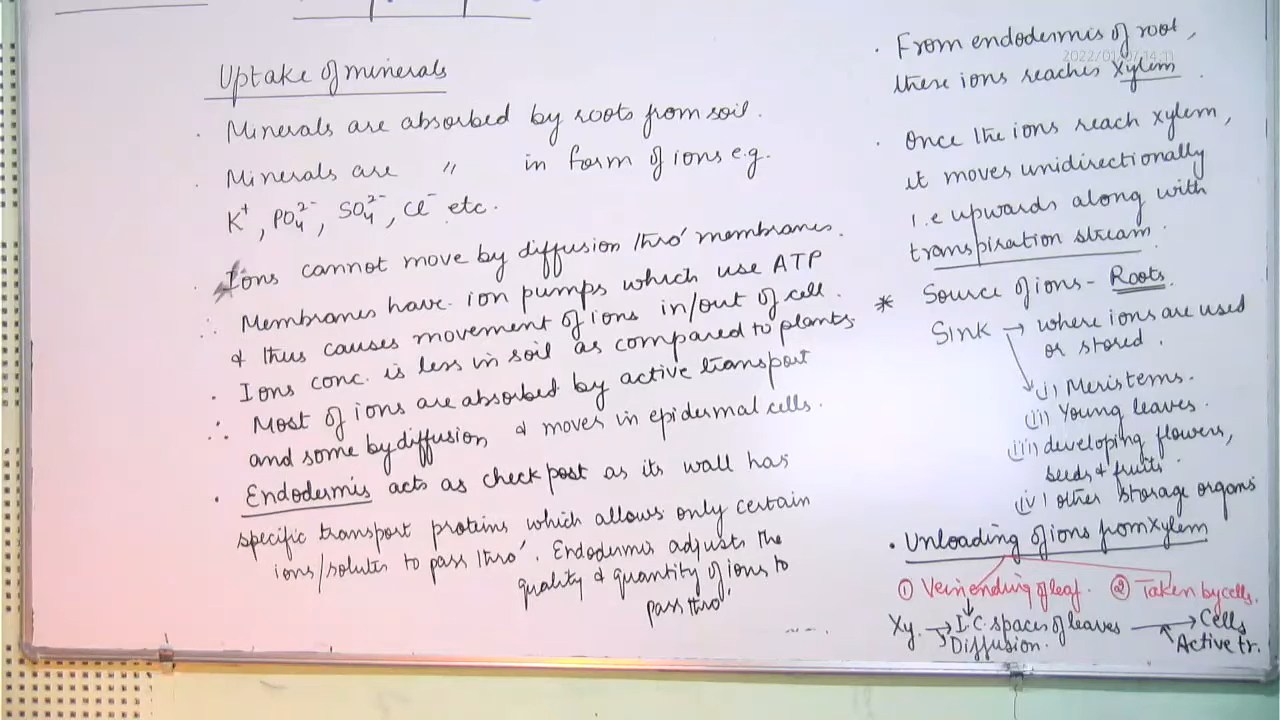 Uptake of minerals
. Minerals are absorbed by roots from soil.
. Minerals are " in form of ions e.g.
K⁺, PO₄²⁻, SO₄²⁻, Cl⁻ etc.
. Ions cannot move by diffusion thro' membranes.
∴ Membranes have ion pumps which use ATP
& thus causes movement of ions in/out of cell.
. Ions conc. is less in soil as compared to plants
∴ Most of ions are absorbed by active transport
and some by diffusion & moves in epidermal cells.
. Endodermis acts as check post as its wall has
specific transport proteins which allows only certain
ions/solutes to pass thro'. Endodermis adjusts the
quality & quantity of ions to
pass thro'
. From endodermis of root,
2022/01/07 14:11
these ions reaches Xylem
. Once the ions reach xylem,
it moves unidirectionally
i.e upwards along with
transpiration stream.
* Source of ions - Roots
Sink → where ions are used
or stored.
(i) Meristems.
(ii) Young leaves.
(iii) developing flowers,
seeds & fruits
(iv) other storage organs
. Unloading of ions from Xylem
① Vein ending of leaf. ② Taken by cells.
Xy. → I.C. spaces of leaves → Cells
Diffusion. Active tr.